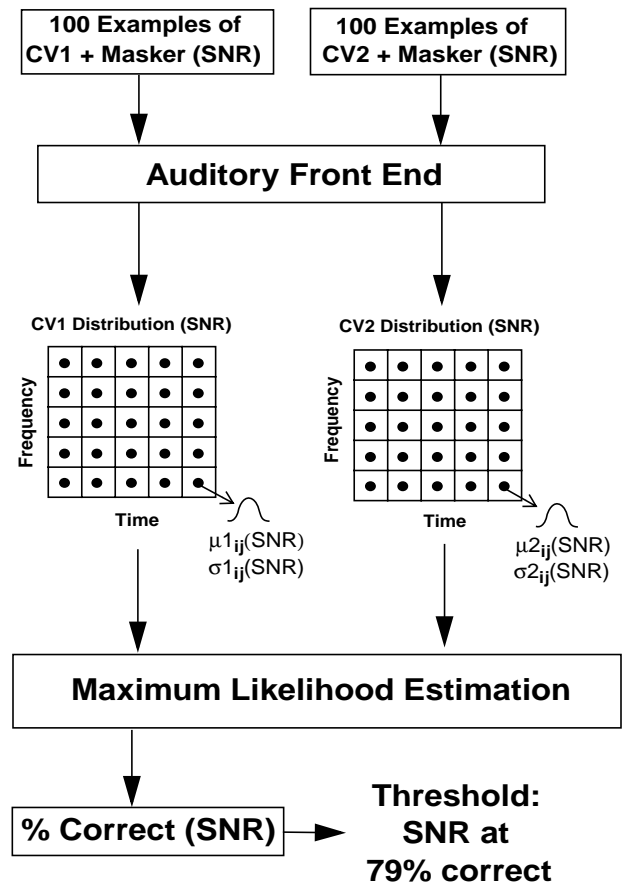 100 Examples of
CV1 + Masker (SNR)
100 Examples of
CV2 + Masker (SNR)
Auditory Front End
CV1 Distribution (SNR)
CV2 Distribution (SNR)
Frequency
Frequency
Time
Time
μ1ij(SNR)
σ1ij(SNR)
μ2ij(SNR)
σ2ij(SNR)
Maximum Likelihood Estimation
% Correct (SNR)
Threshold:
SNR at
79% correct